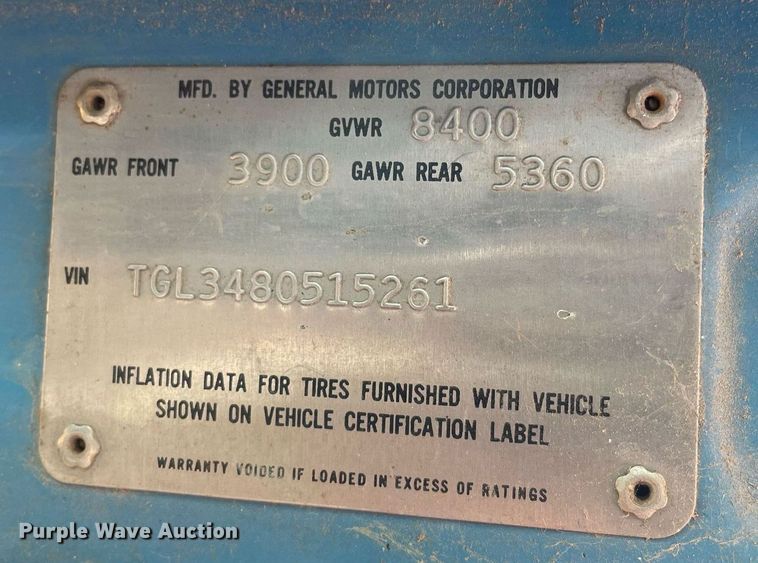 MFD. BY GENERAL MOTORS CORPORATION
GVWR 8400
GAWR FRONT 3900 GAWR REAR 5360
VIN TGL3480515261
INFLATION DATA FOR TIRES FURNISHED WITH VEHICLE
SHOWN ON VEHICLE CERTIFICATION LABEL
WARRANTY VOIDED IF LOADED IN EXCESS OF RATINGS
Purple Wave Auction